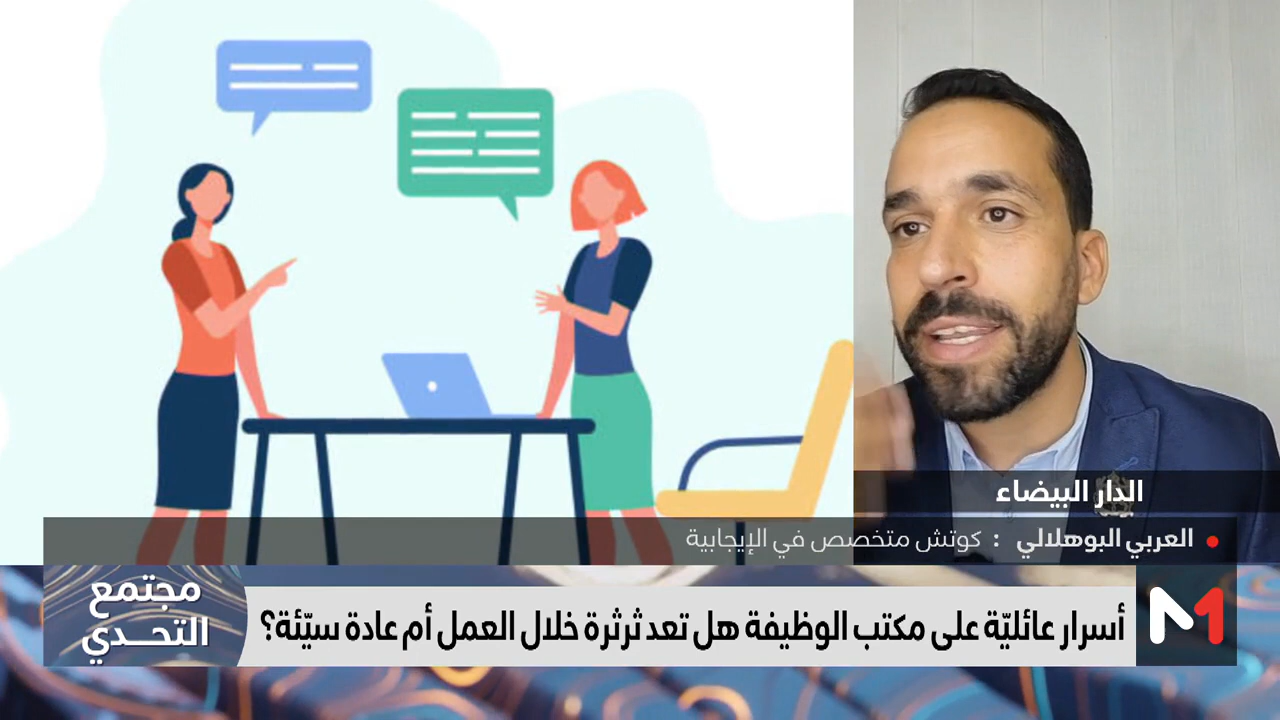 الدار البيضاء
العربي البوهلالي : كوتش متخصص في الإيجابية
مجتمع
التحدي
أسرار عائليّة على مكتب الوظيفة هل تعد ثرثرة خلال العمل أم عادة سيّئة؟
M1